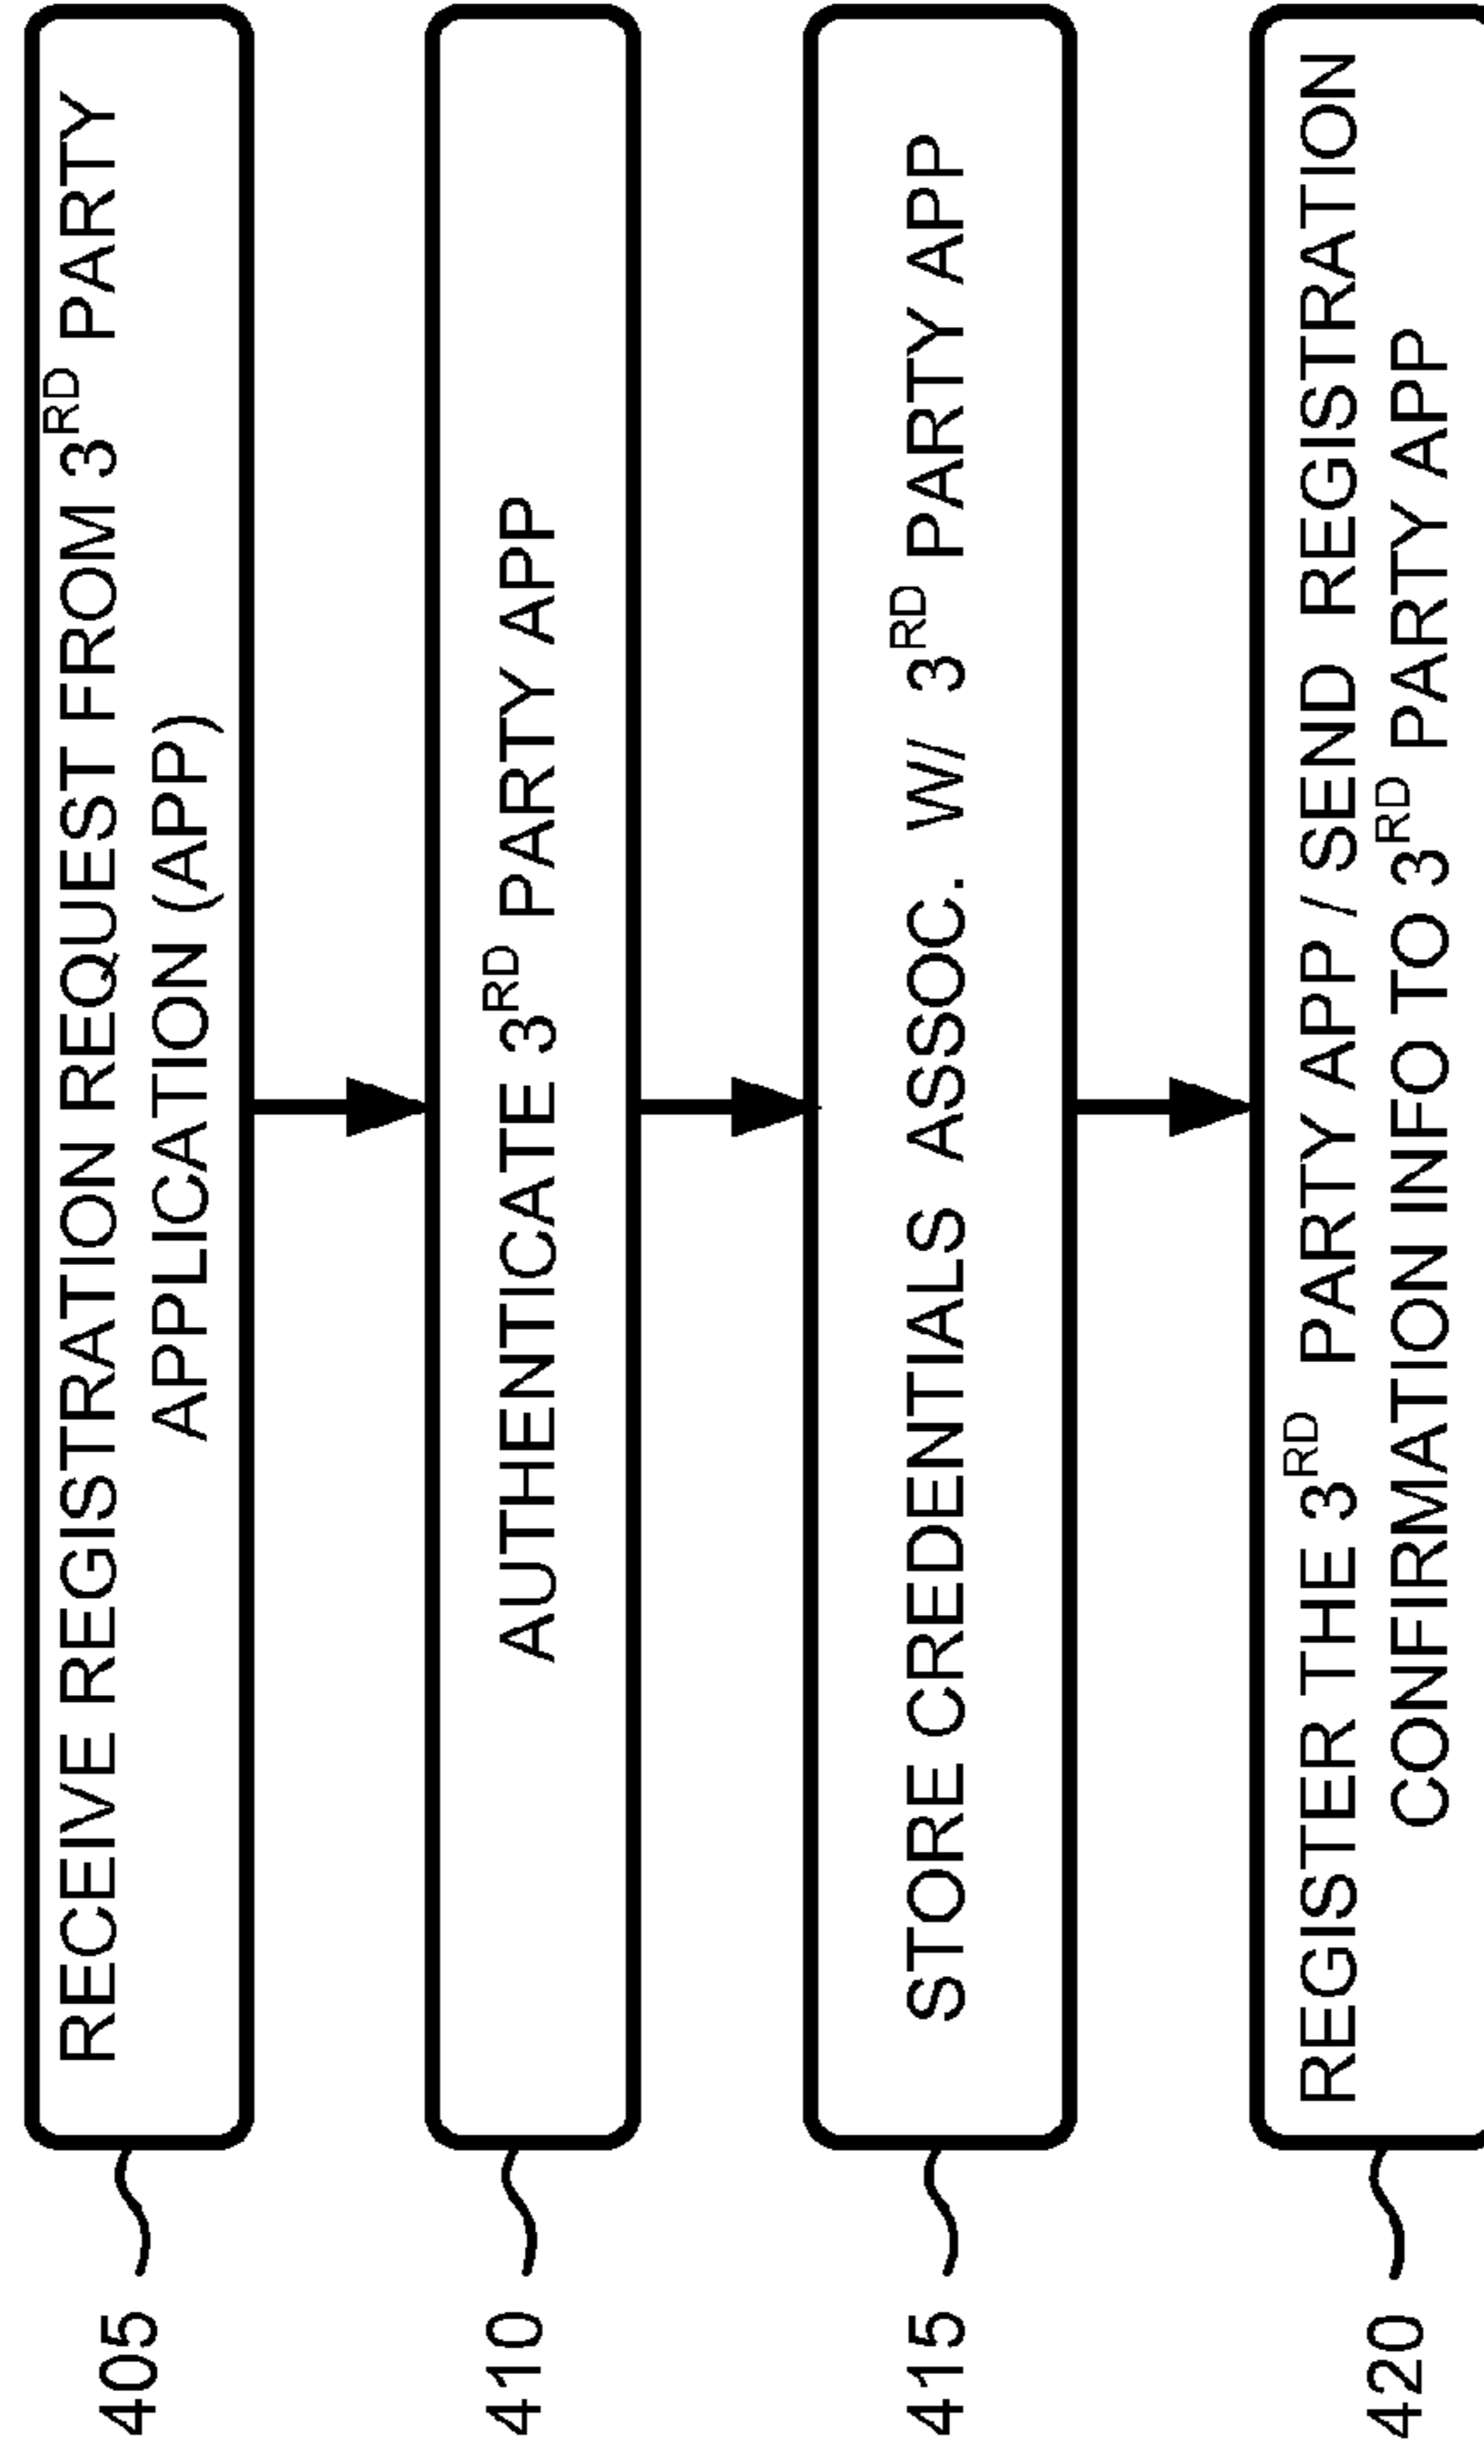 405
RECEIVE REGISTRATION REQUEST FROM 3RD PARTY
APPLICATION (APP)
410
AUTHENTICATE 3RD PARTY APP
415
STORE CREDENTIALS ASSOC. W/ 3RD PARTY APP
420
REGISTER THE 3RD PARTY APP / SEND REGISTRATION
CONFIRMATION INFO TO 3RD PARTY APP